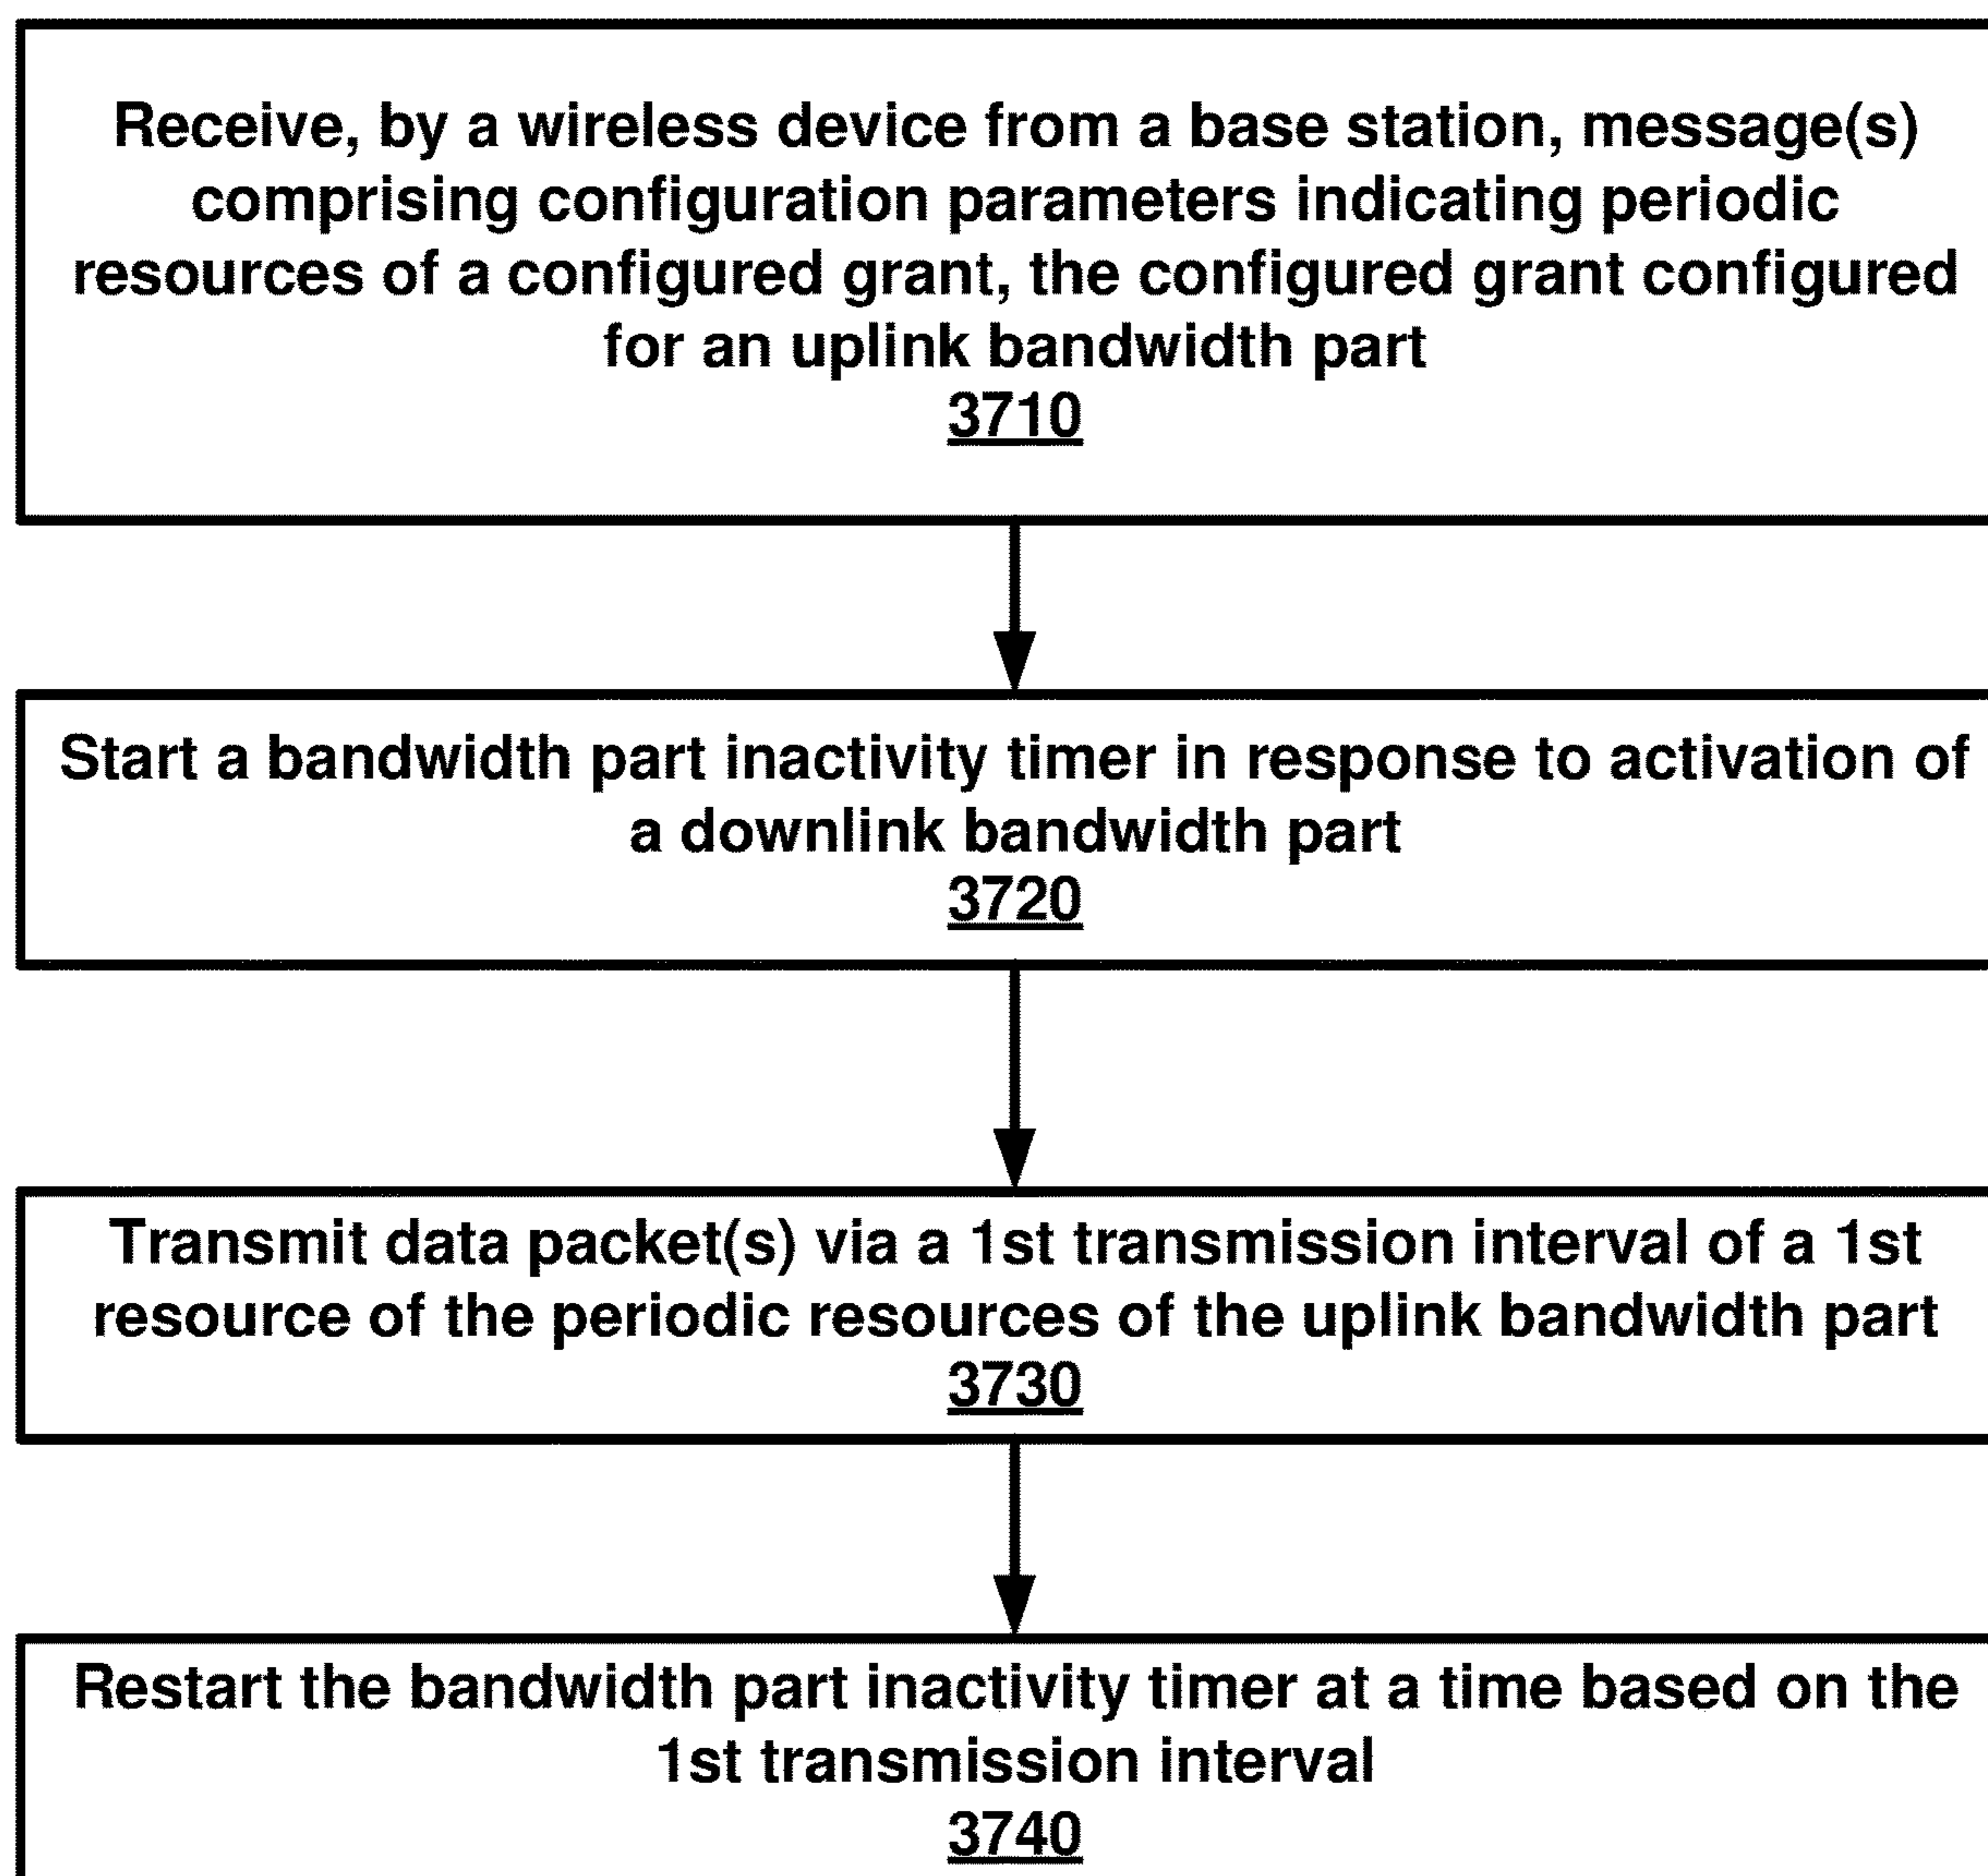 Receive, by a wireless device from a base station, message(s)
comprising configuration parameters indicating periodic
resources of a configured grant, the configured grant configured
for an uplink bandwidth part
3710
Start a bandwidth part inactivity timer in response to activation of
a downlink bandwidth part
3720
Transmit data packet(s) via a 1st transmission interval of a 1st
resource of the periodic resources of the uplink bandwidth part
3730
Restart the bandwidth part inactivity timer at a time based on the
1st transmission interval
3740